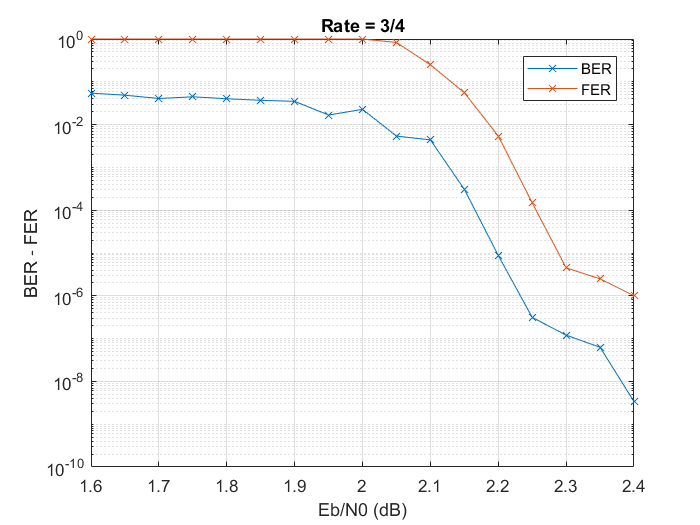 Rate = 3/4
BER
FER
10^0
10^-2
10^-4
10^-6
10^-8
10^-10
BER - FER
1.6 1.7 1.8 1.9 2 2.1 2.2 2.3 2.4
Eb/N0 (dB)